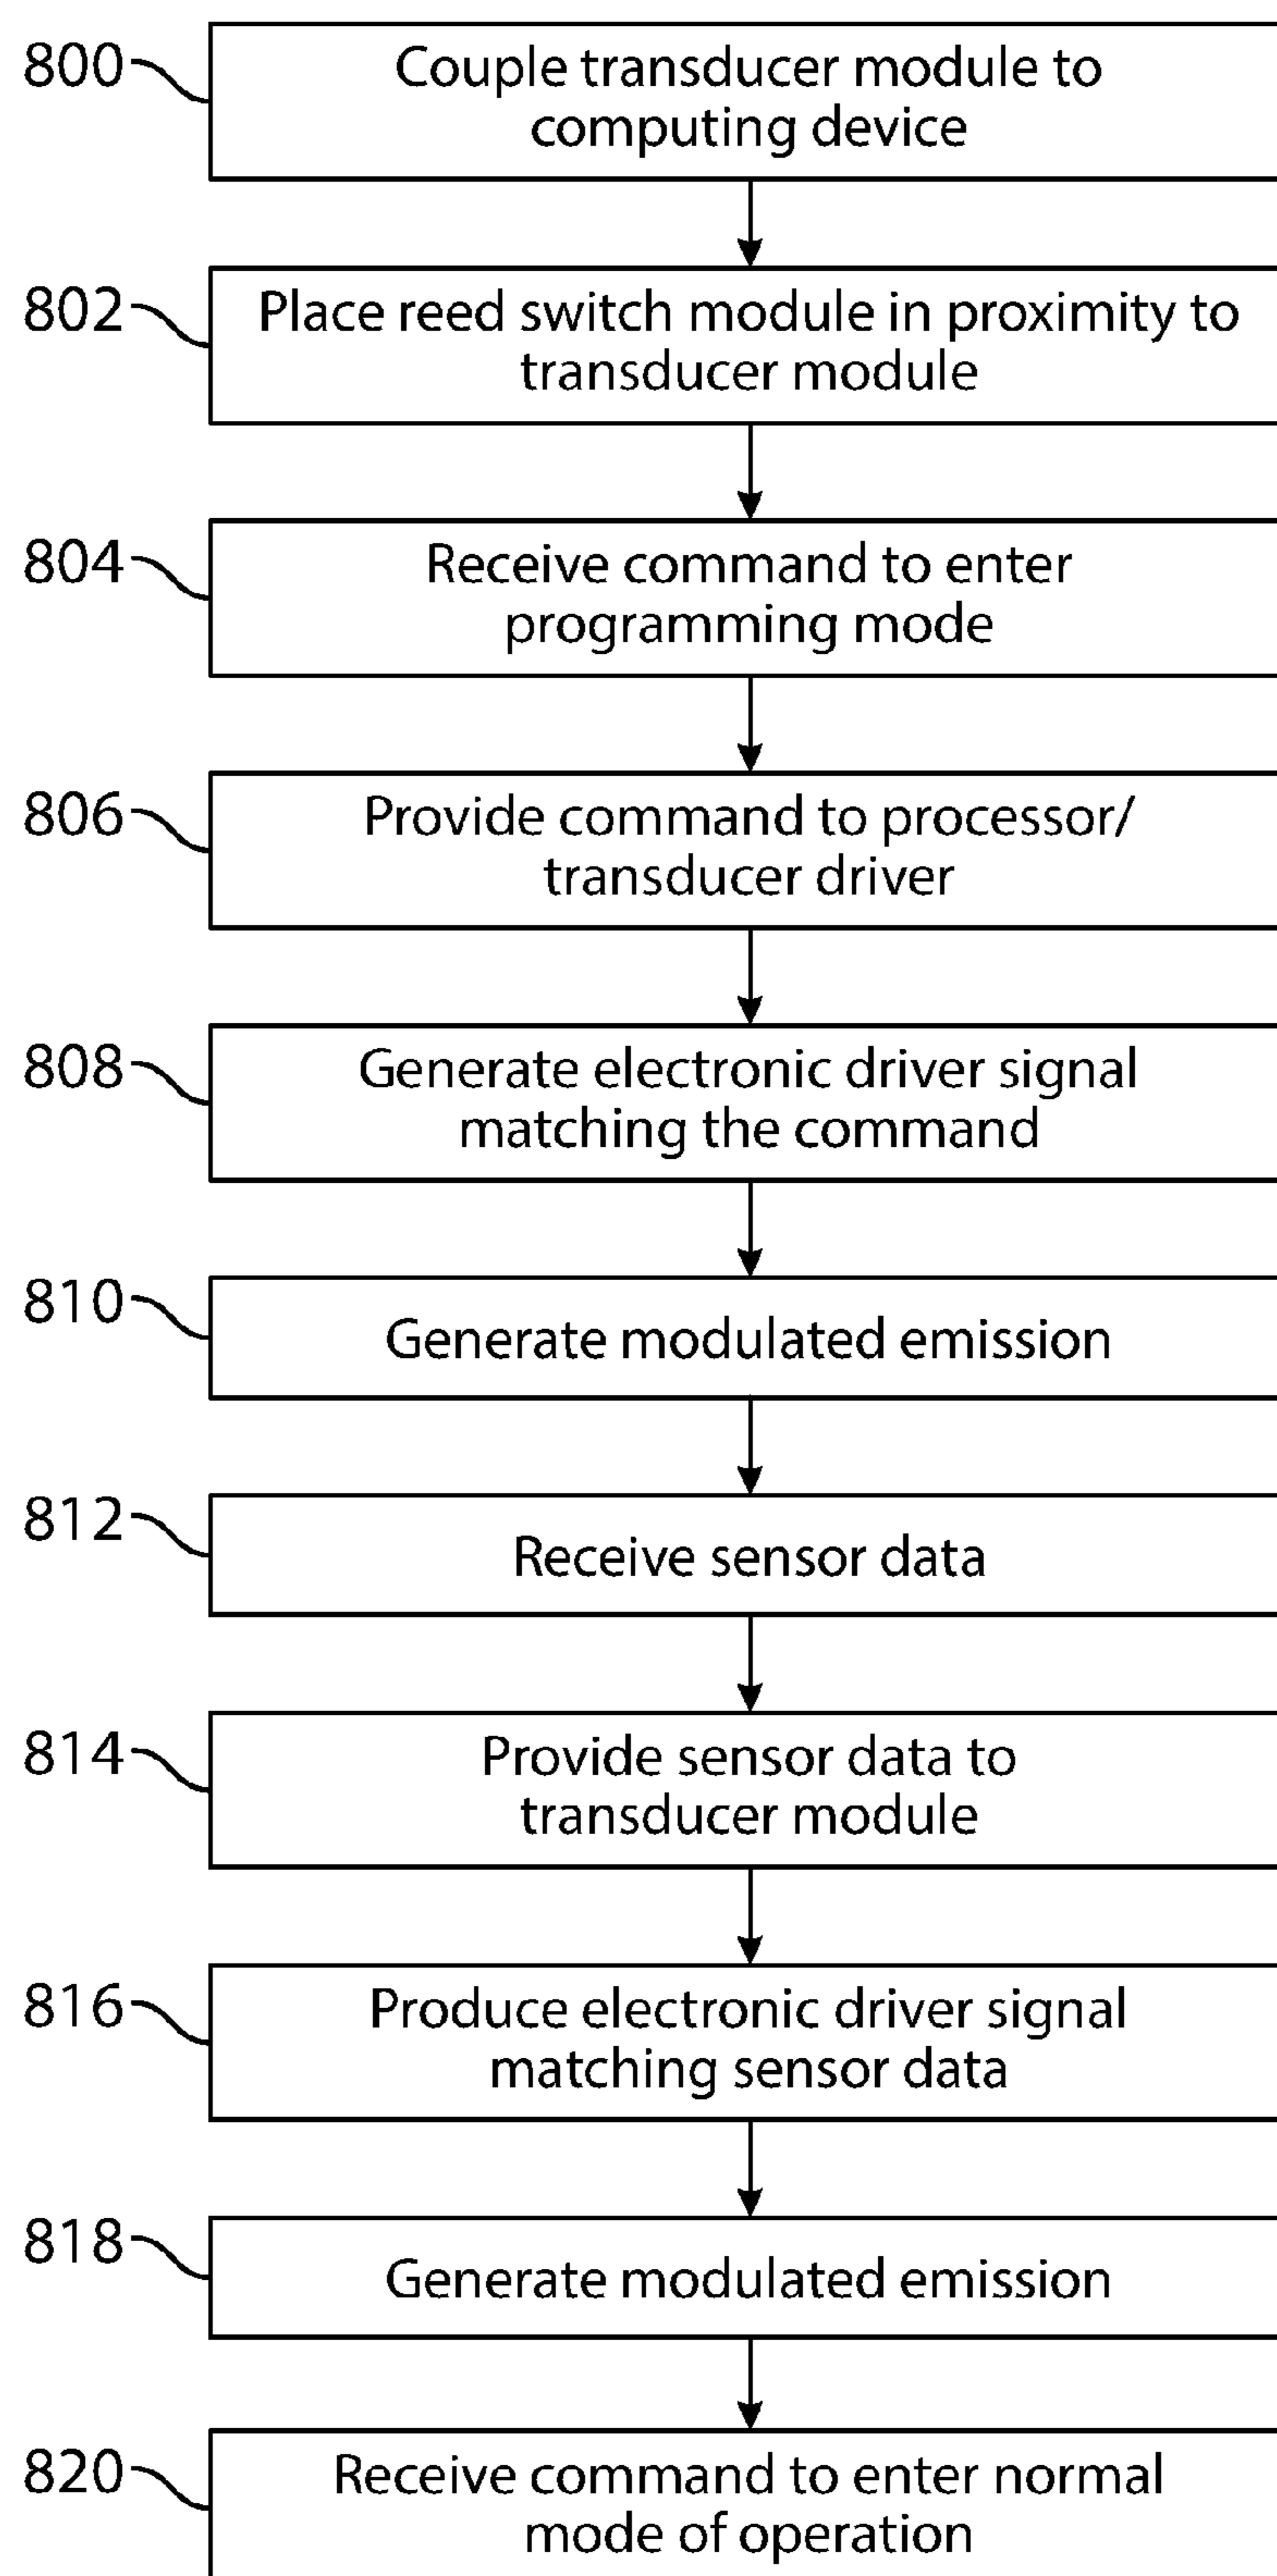 800
Couple transducer module to
computing device
802
Place reed switch module in proximity to
transducer module
804
Receive command to enter
programming mode
806
Provide command to processor/
transducer driver
808
Generate electronic driver signal
matching the command
810
Generate modulated emission
812
Receive sensor data
814
Provide sensor data to
transducer module
816
Produce electronic driver signal
matching sensor data
818
Generate modulated emission
820
Receive command to enter normal
mode of operation